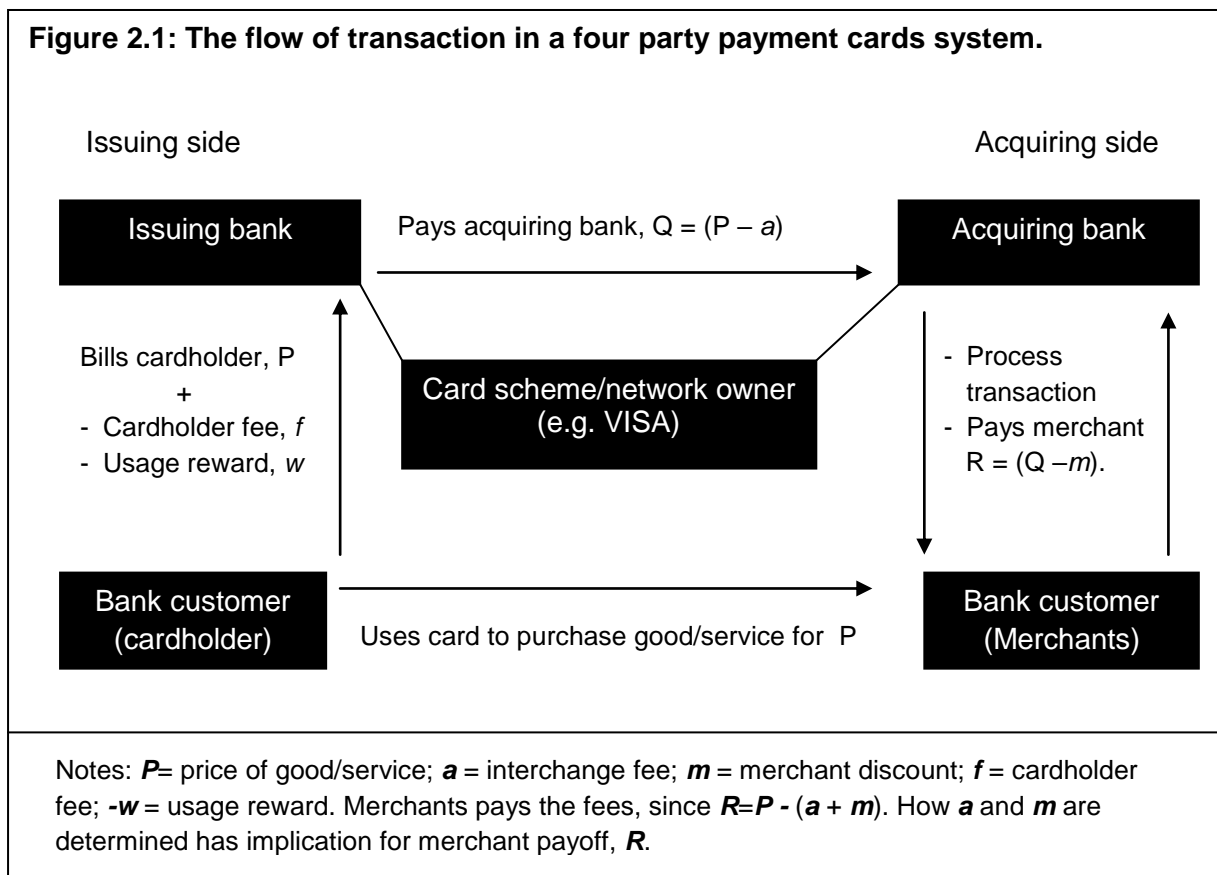 Figure 2.1: The flow of transaction in a four party payment cards system.
Issuing side
Acquiring side
Issuing bank
Pays acquiring bank, Q = (P – a)
Acquiring bank
Bills cardholder, P
+
- Cardholder fee, f
- Usage reward, w
Card scheme/network owner
(e.g. VISA)
- Process
transaction
- Pays merchant
R = (Q –m).
Bank customer
(cardholder)
Uses card to purchase good/service for P
Bank customer
(Merchants)
Notes: P= price of good/service; a = interchange fee; m = merchant discount; f = cardholder
fee; -w = usage reward. Merchants pays the fees, since R=P - (a + m). How a and m are
determined has implication for merchant payoff, R.